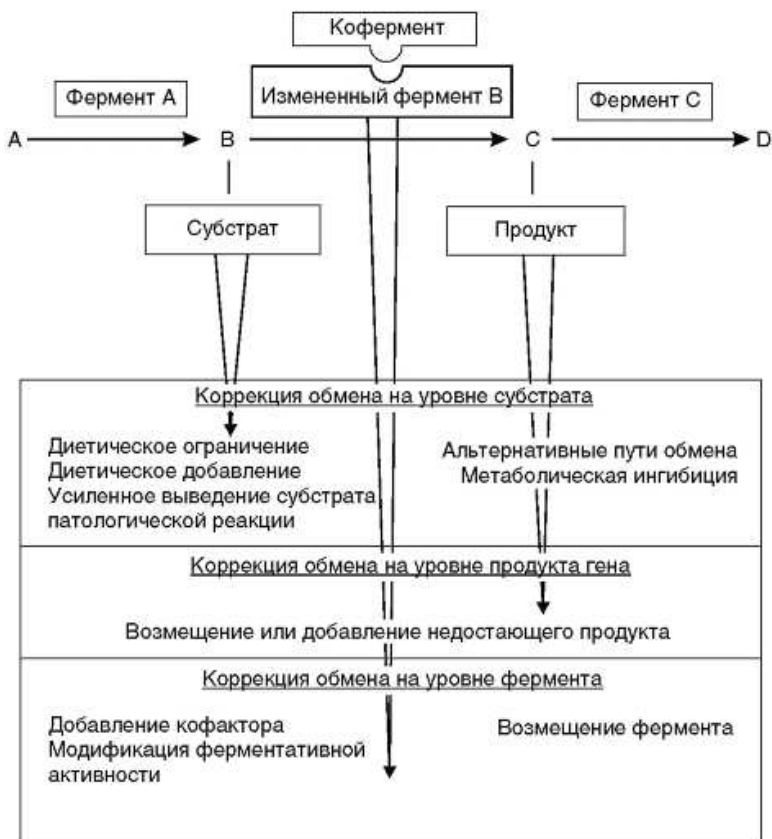 Кофермент
Фермент А
Измененный фермент В
Фермент С
А
В
С
D
Субстрат
Продукт
Коррекция обмена на уровне субстрата
Диетическое ограничение
Диетическое добавление
Усиленное выведение субстрата
патологической реакции
Альтернативные пути обмена
Метаболическая ингибиция
Коррекция обмена на уровне продукта гена
Возмещение или добавление недостающего продукта
Коррекция обмена на уровне фермента
Добавление кофактора
Модификация ферментативной
активности
Возмещение фермента